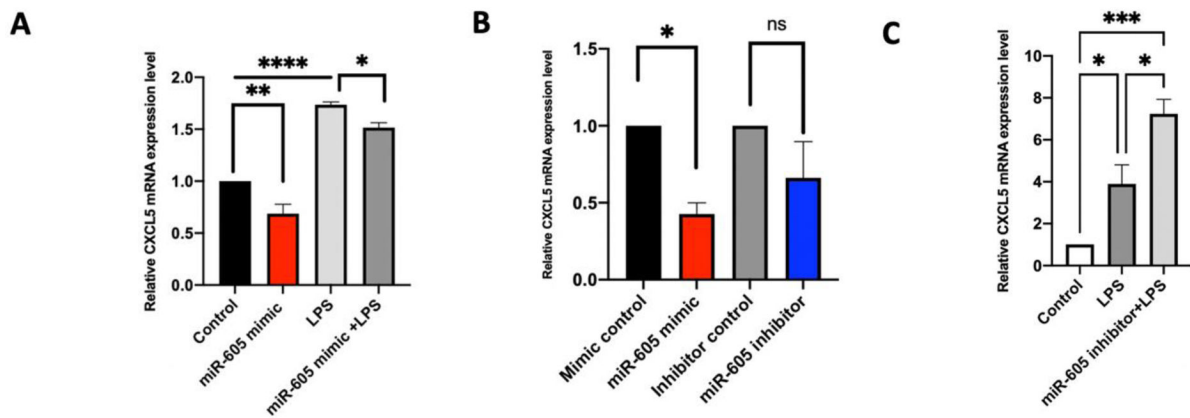 A
Relative CXCL5 mRNA expression level
2.0
1.5
1.0
0.5
0.0
****
**
*
Control
miR-605 mimic
LPS
miR-605 mimic +LPS
B
Relative CXCL5 mRNA expression level
1.5
1.0
0.5
0.0
*
ns
Mimic control
miR-605 mimic
Inhibitor control
miR-605 inhibitor
C
Relative CXCL5 mRNA expression level
10
8
6
4
2
0
***
*
*
Control
LPS
miR-605 inhibitor+LPS